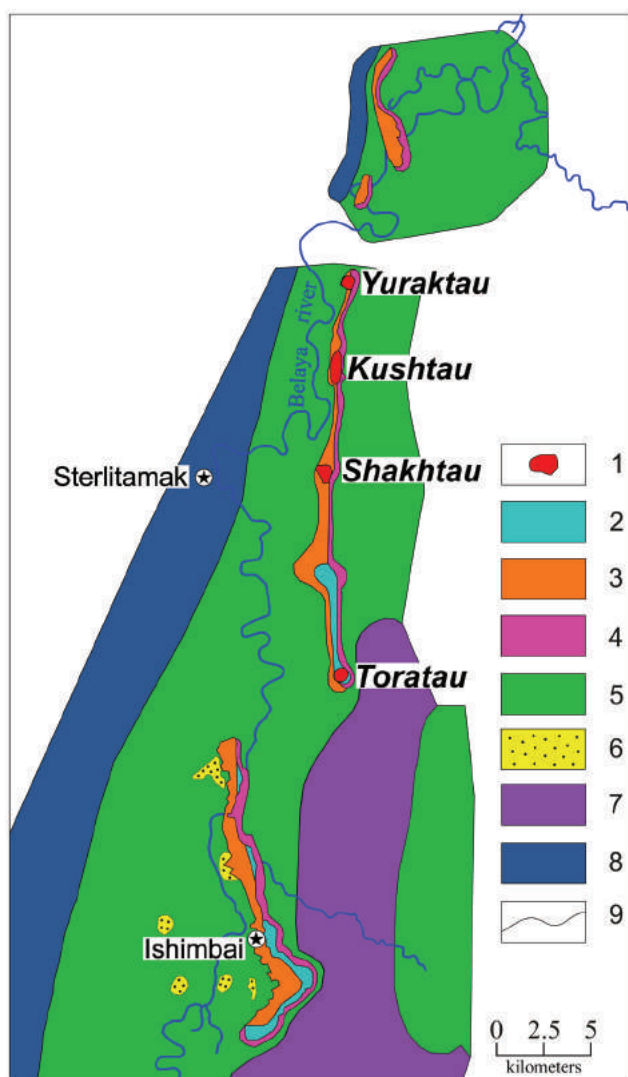 Yuraktau
Belaya river
Kushtau
Sterlitamak
Shakhtau
Toratau
Ishimbai
1
2
3
4
5
6
7
8
9
0 2.5 5
kilometers